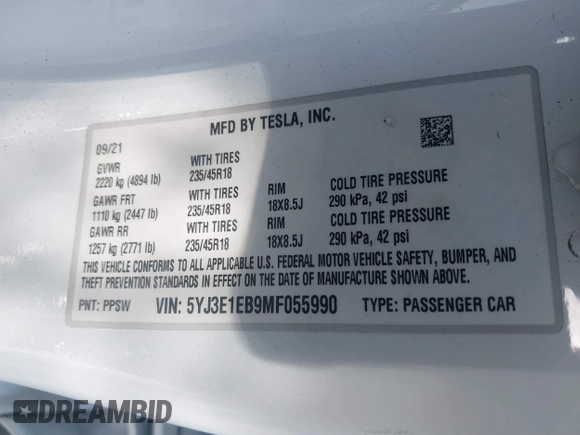 MFD BY TESLA, INC.
09/21
GVWR WITH TIRES
2220 kg (4894 lb) 235/45R18
GAWR FRT WITH TIRES RIM COLD TIRE PRESSURE
1110 kg (2447 lb) 235/45R18 18X8.5J 290 kPa, 42 psi
GAWR RR WITH TIRES RIM COLD TIRE PRESSURE
1257 kg (2771 lb) 235/45R18 18X8.5J 290 kPa, 42 psi
THIS VEHICLE CONFORMS TO ALL APPLICABLE U.S. FEDERAL MOTOR VEHICLE SAFETY, BUMPER, AND
THEFT PREVENTION STANDARDS IN EFFECT ON THE DATE OF MANUFACTURE SHOWN ABOVE.
PNT: PPSW VIN: 5YJ3E1EB9MF055990 TYPE: PASSENGER CAR
DREAMBID